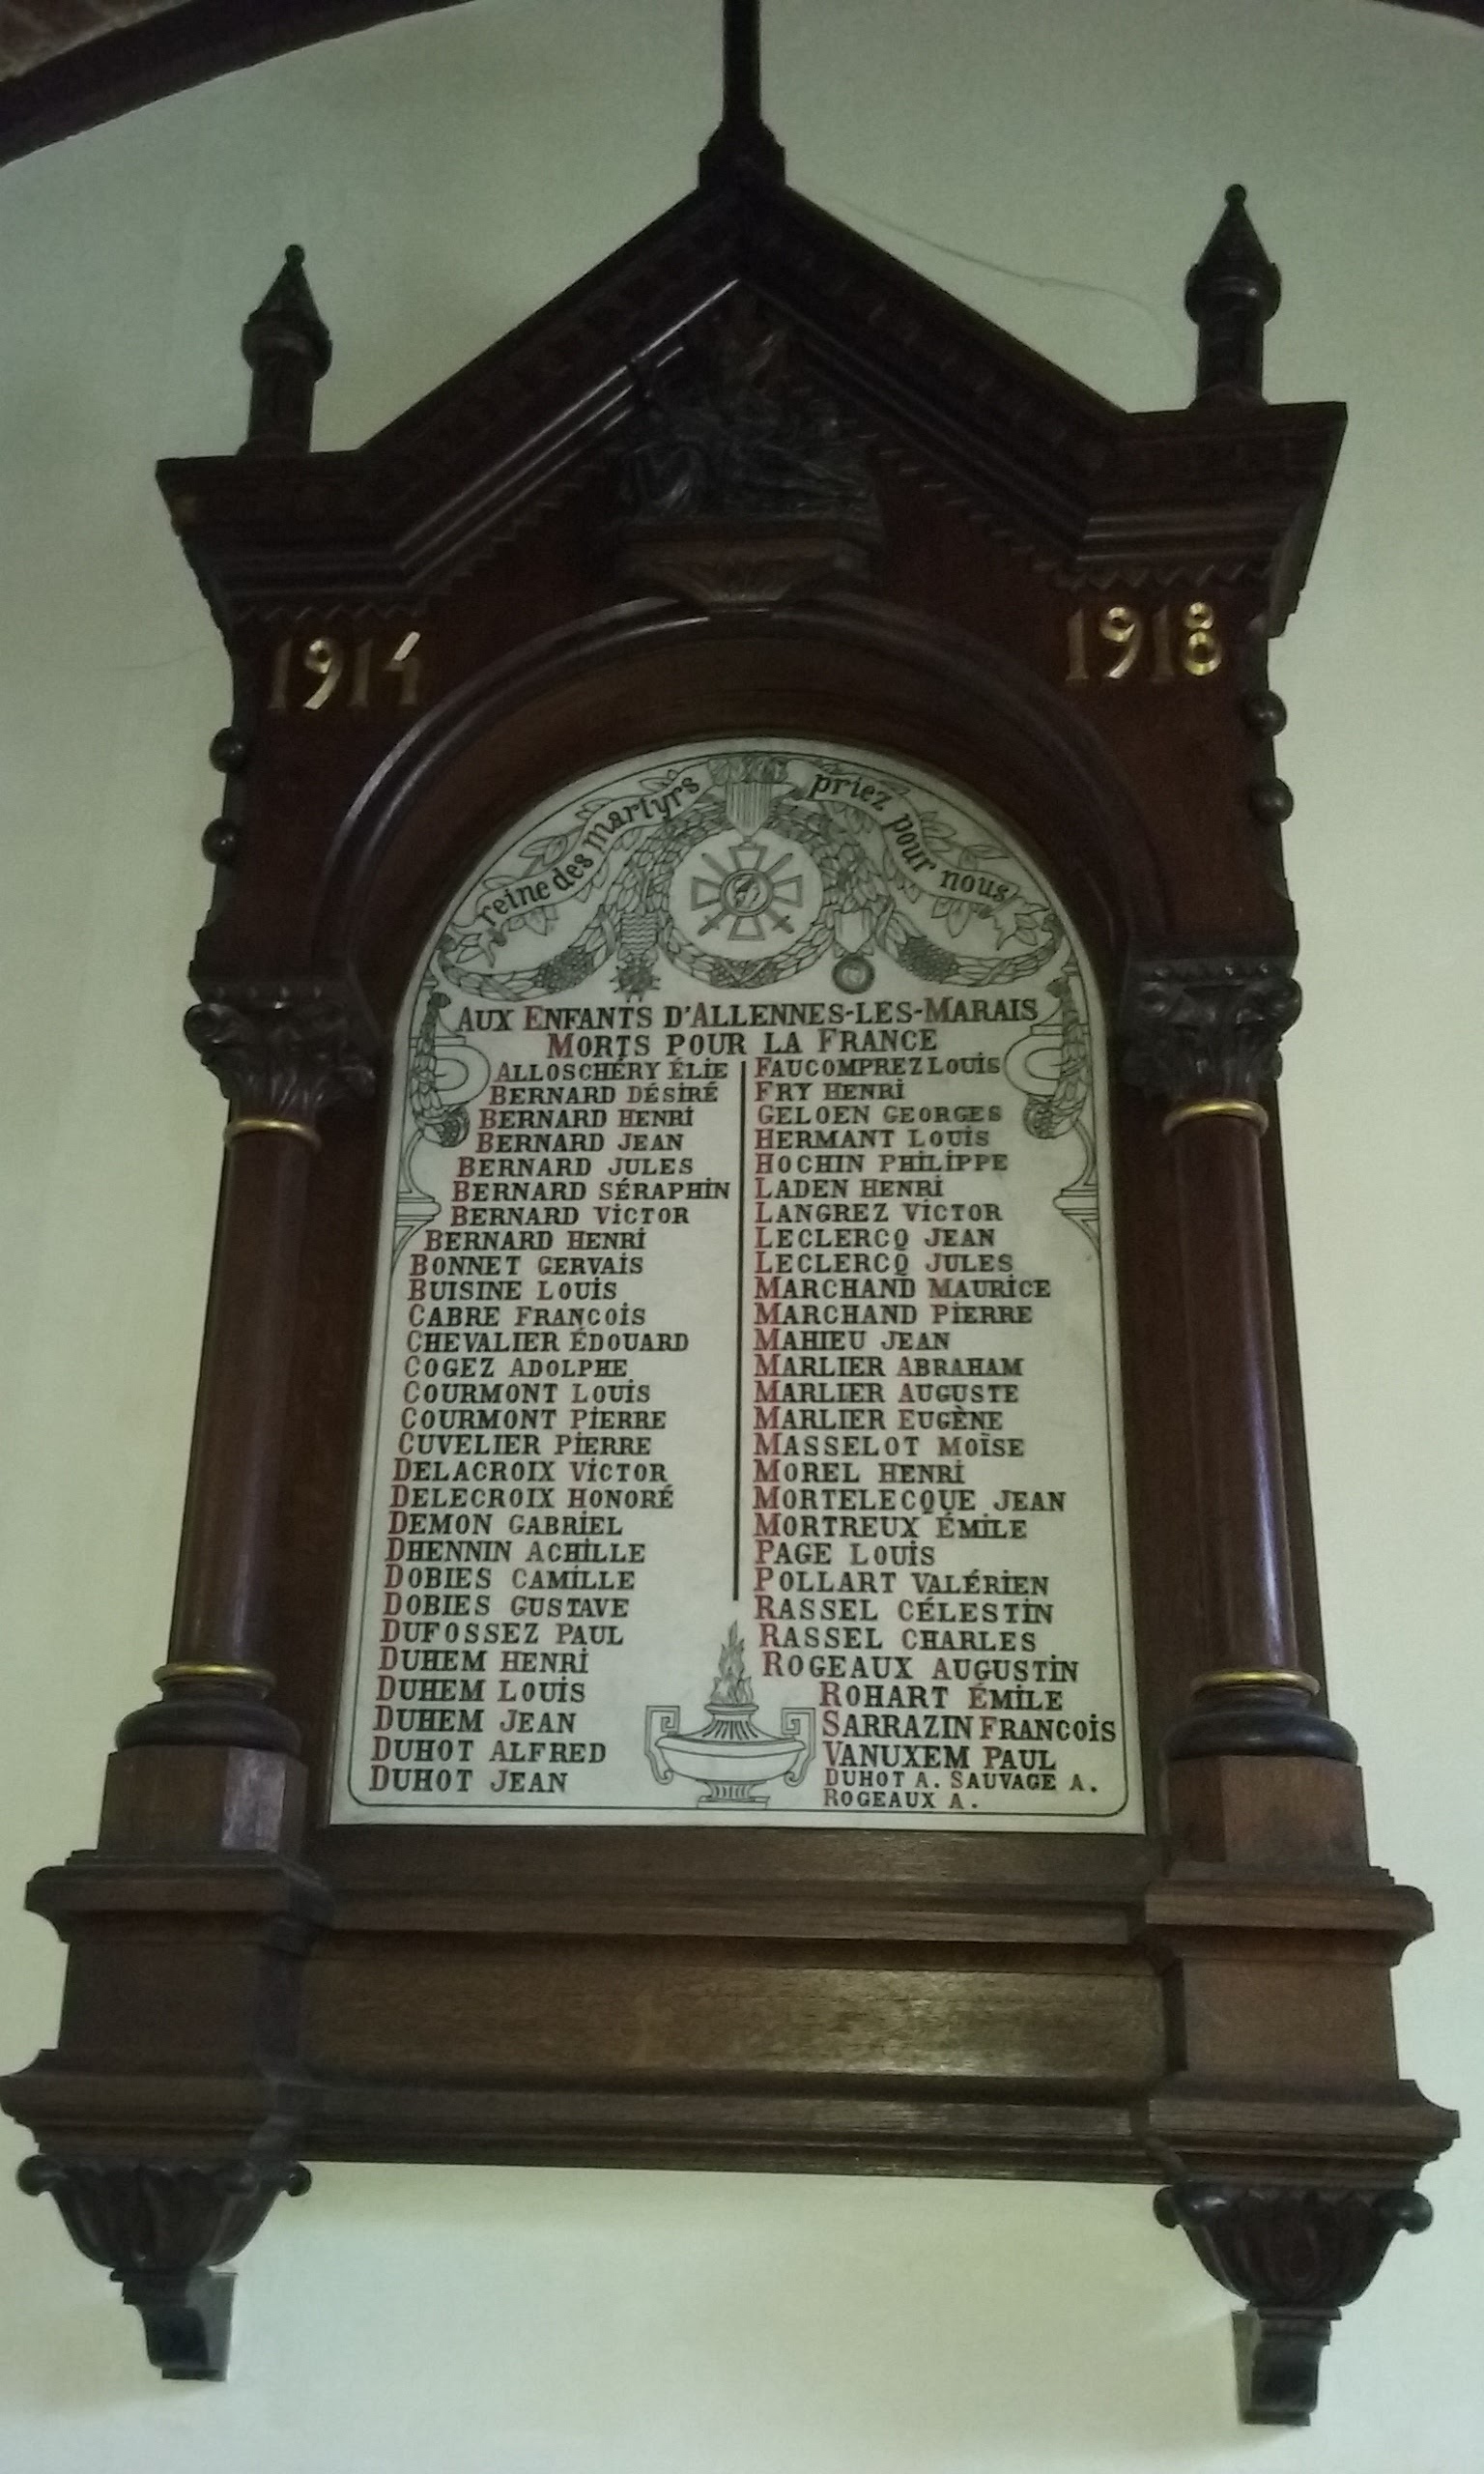 1914
1918
reine des martyrs priez pour nous
AUX ENFANTS D'ALLENNES-LES-MARAIS
MORTS POUR LA FRANCE
ALLOSCHÉRY ÉLIE
BERNARD DÉSIRÉ
BERNARD HENRI
BERNARD JEAN
BERNARD JULES
BERNARD SÉRAPHIN
BERNARD VICTOR
BERNARD HENRI
BONNET GERVAIS
BUISINE LOUIS
CABRE FRANCOIS
CHEVALIER ÉDOUARD
COGEZ ADOLPHE
COURMONT LOUIS
COURMONT PIERRE
CUVELIER PIERRE
DELACROIX VICTOR
DELECROIX HONORÉ
DEMON GABRIEL
DHENNIN ACHILLE
DOBIES CAMILLE
DOBIES GUSTAVE
DUFOSSEZ PAUL
DUHEM HENRI
DUHEM LOUIS
DUHEM JEAN
DUHOT ALFRED
DUHOT JEAN
FAUCOMPREZ LOUIS
FRY HENRI
GELOEN GEORGES
HERMANT LOUIS
HOCHIN PHILIPPE
LADEN HENRI
LANGREZ VICTOR
LECLERCQ JEAN
LECLERCQ JULES
MARCHAND MAURICE
MARCHAND PIERRE
MAHIEU JEAN
MARLIER ABRAHAM
MARLIER AUGUSTE
MARLIER EUGÈNE
MASSELOT MOÏSE
MOREL HENRI
MORTELECQUE JEAN
MORTREUX ÉMILE
PAGE LOUIS
POLLART VALÉRIEN
RASSEL CÉLESTIN
RASSEL CHARLES
ROGEAUX AUGUSTIN
ROHART ÉMILE
SARRAZIN FRANCOIS
VANUXEM PAUL
DUHOT A. SAUVAGE A.
ROGEAUX A.